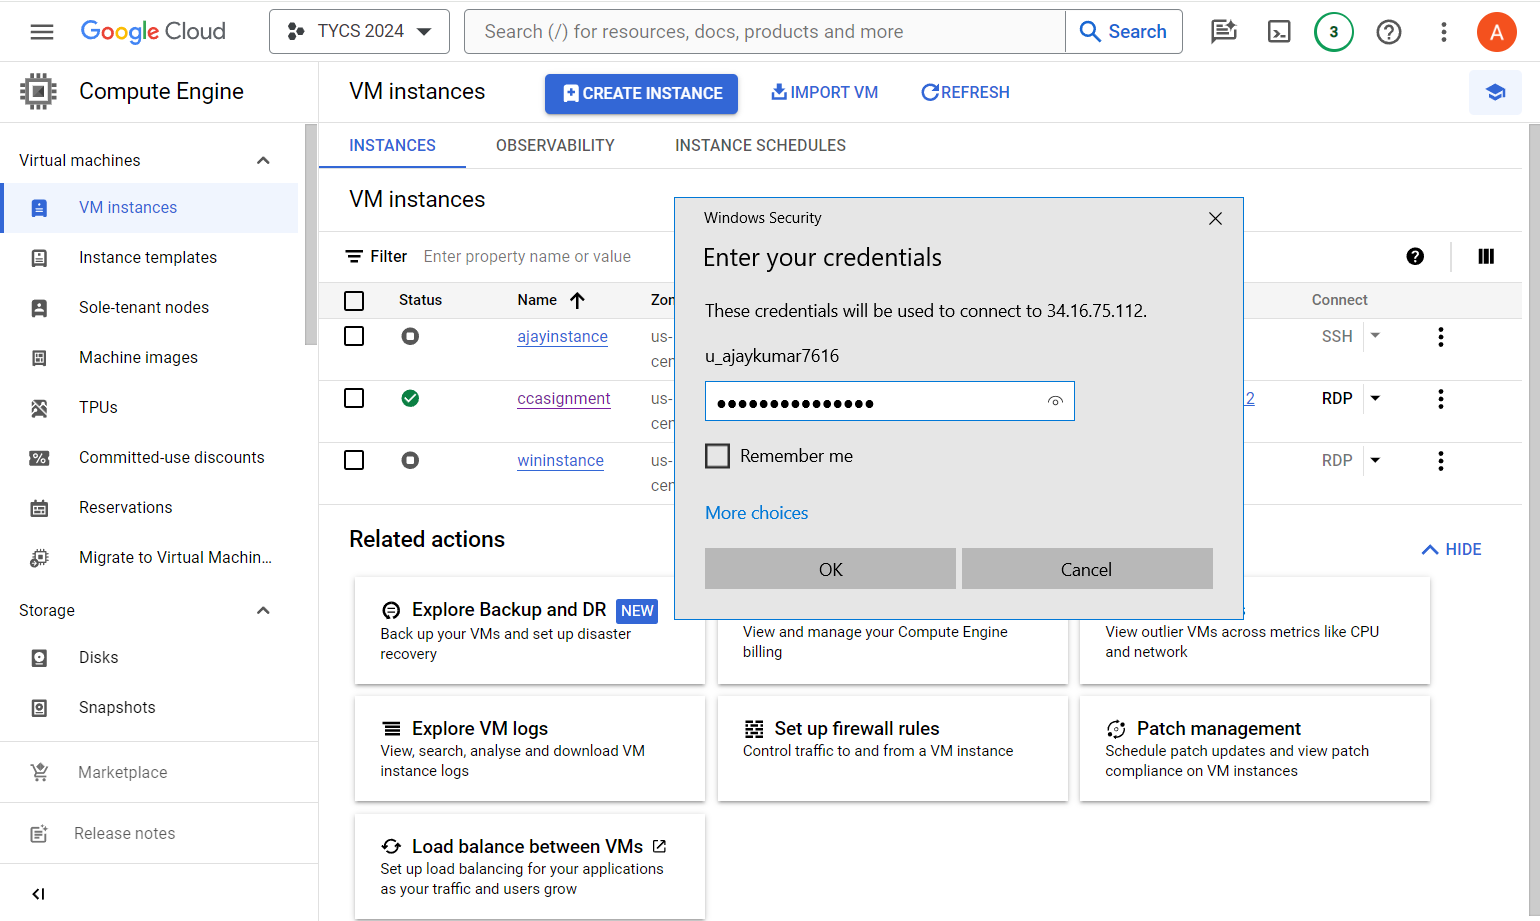 Google Cloud
TYCS 2024
Search (/) for resources, docs, products and more
Search
3
A
Compute Engine
VM instances
CREATE INSTANCE
IMPORT VM
REFRESH
Virtual machines
VM instances
Instance templates
Sole-tenant nodes
Machine images
TPUs
Committed-use discounts
Reservations
Migrate to Virtual Machin...
Storage
Disks
Snapshots
Marketplace
Release notes
INSTANCES
OBSERVABILITY
INSTANCE SCHEDULES
VM instances
Filter
Enter property name or value
Status
Name
Zon
Connect
ajayinstance
us-
cen
SSH
ccasignment
us-
cen
2
RDP
wininstance
us-
cen
RDP
Windows Security
Enter your credentials
These credentials will be used to connect to 34.16.75.112.
u_ajaykumar7616
●●●●●●●●●●●●●●●
Remember me
More choices
OK
Cancel
Related actions
HIDE
Explore Backup and DR NEW
Back up your VMs and set up disaster
recovery
View and manage your Compute Engine
billing
View outlier VMs across metrics like CPU
and network
Explore VM logs
View, search, analyse and download VM
instance logs
Set up firewall rules
Control traffic to and from a VM instance
Patch management
Schedule patch updates and view patch
compliance on VM instances
Load balance between VMs
Set up load balancing for your applications
as your traffic and users grow